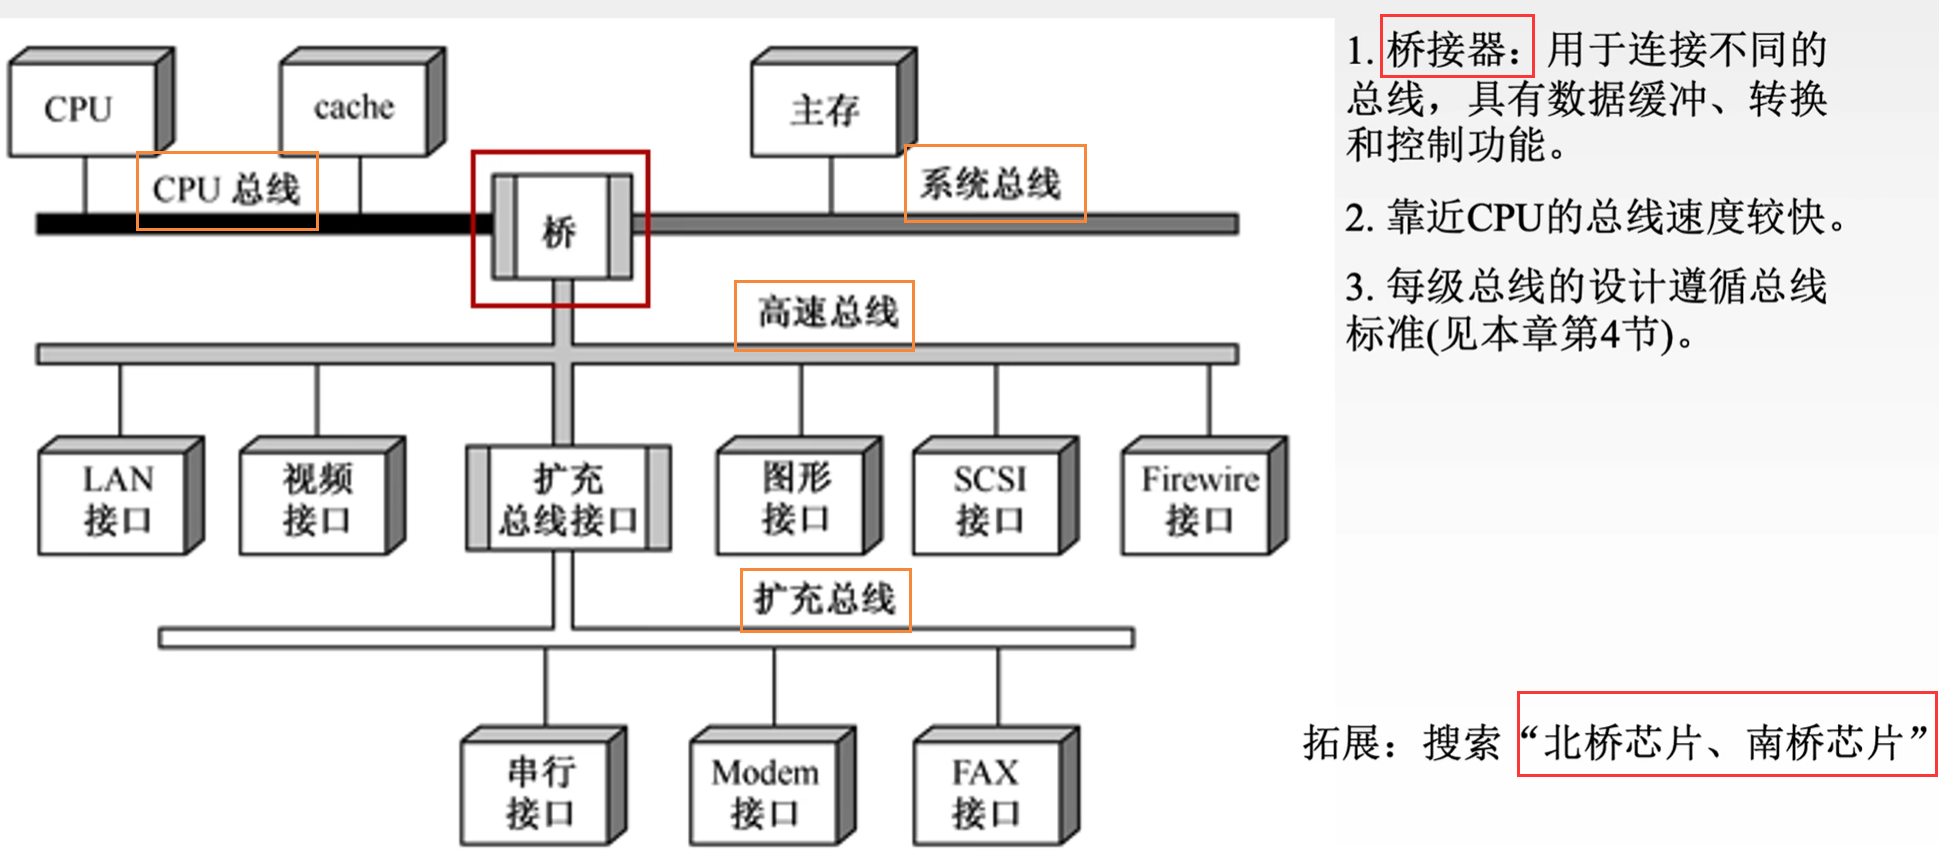 CPU
cache
主存
CPU 总线
系统总线
桥
高速总线
LAN
接口
视频
接口
扩充
总线接口
图形
接口
SCSI
接口
Firewire
接口
扩充总线
串行
接口
Modem
接口
FAX
接口
1. 桥接器：用于连接不同的
总线，具有数据缓冲、转换
和控制功能。
2. 靠近CPU的总线速度较快。
3. 每级总线的设计遵循总线
标准(见本章第4节)。
拓展：搜索“北桥芯片、南桥芯片”